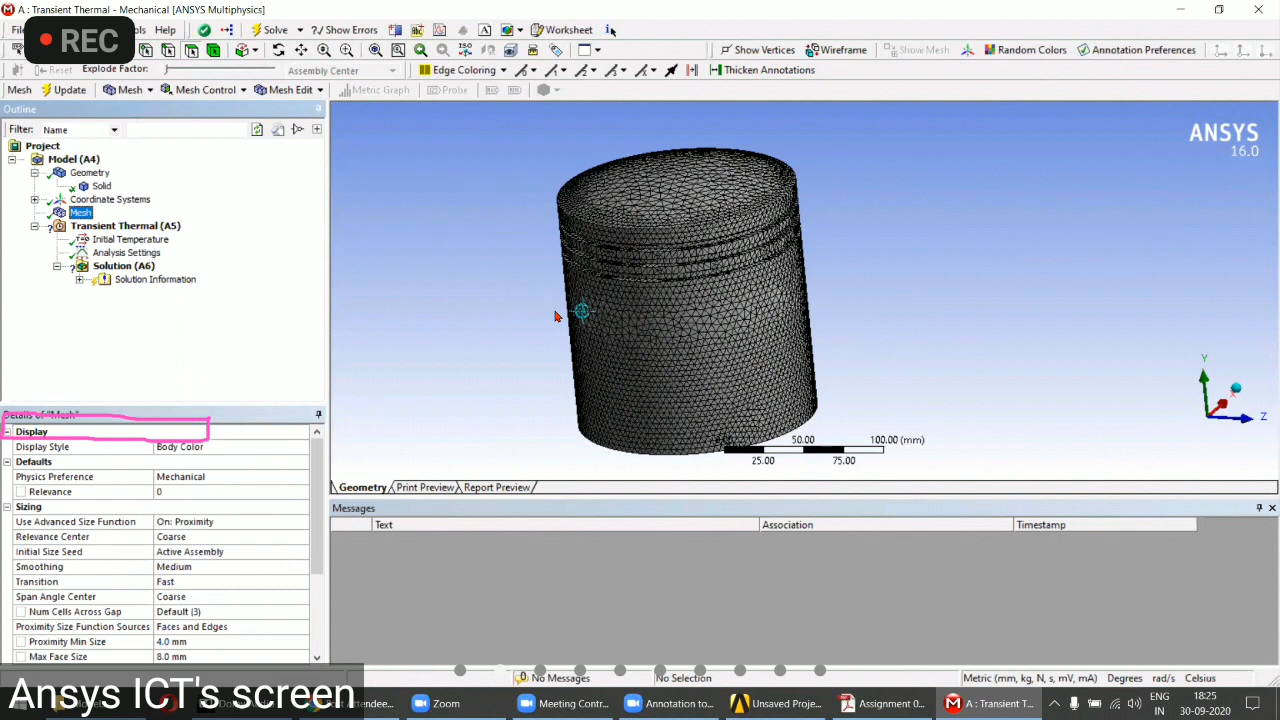 A : Transient Thermal - Mechanical [ANSYS Multiphysics]
REC
Help
Solve
?/ Show Errors
Worksheet
Show Vertices
Wireframe
Show Mesh
Random Colors
Annotation Preferences
Reset
Explode Factor:
Assembly Center
Edge Coloring
Thicken Annotations
Mesh
Update
Mesh
Mesh Control
Mesh Edit
Metric Graph
Probe
Outline
Filter:
Name
Project
Model (A4)
Geometry
Solid
Coordinate Systems
Mesh
Transient Thermal (A5)
Initial Temperature
Analysis Settings
Solution (A6)
Solution Information
ANSYS
16.0
Y
X
Z
50.00
100.00 (mm)
25.00
75.00
Details of "Mesh"
Display
Display Style Body Color
Defaults
Physics Preference Mechanical
Relevance 0
Sizing
Use Advanced Size Function On: Proximity
Relevance Center Coarse
Initial Size Seed Active Assembly
Smoothing Medium
Transition Fast
Span Angle Center Coarse
Num Cells Across Gap Default (3)
Proximity Size Function Sources Faces and Edges
Proximity Min Size 4.0 mm
Max Face Size 8.0 mm
Geometry Print Preview Report Preview
Messages
Text Association Timestamp
No Messages
No Selection
Metric (mm, kg, N, s, mV, mA) Degrees rad/s Celsius
Ansys ICT's screen
Zoom
Meeting Contr...
Annotation to...
Unsaved Proje...
Assignment 0...
A : Transient T...
ENG
IN
18:25
30-09-2020